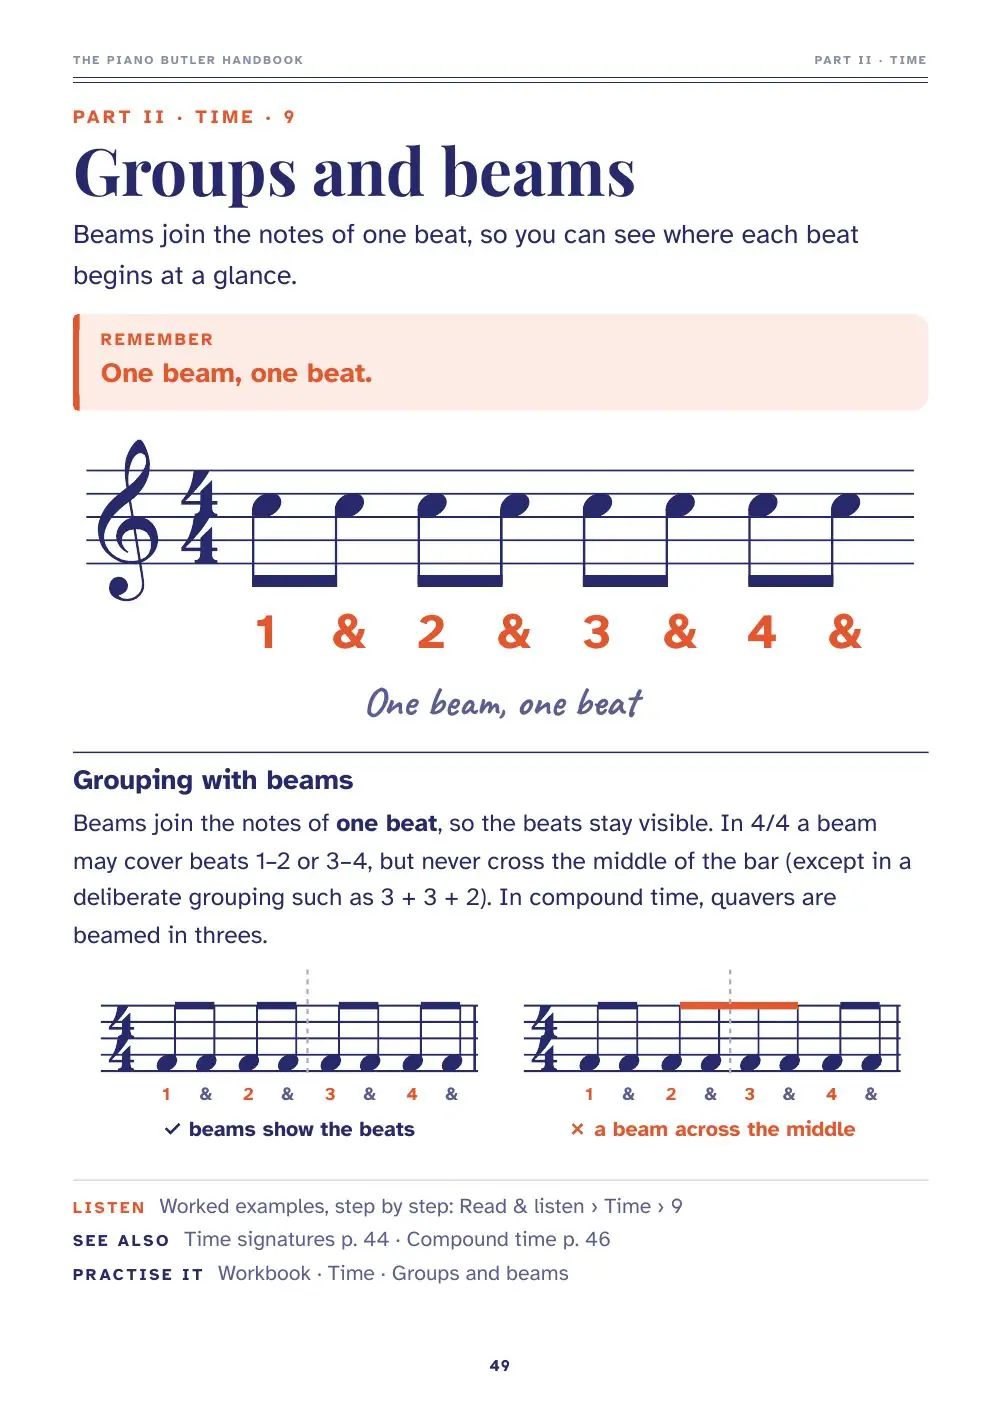 THE PIANO BUTLER HANDBOOK
PART II · TIME
PART II · TIME · 9
Groups and beams
Beams join the notes of one beat, so you can see where each beat
begins at a glance.
REMEMBER
One beam, one beat.
4
4
1 & 2 & 3 & 4 &
One beam, one beat
Grouping with beams
Beams join the notes of one beat, so the beats stay visible. In 4/4 a beam
may cover beats 1–2 or 3–4, but never cross the middle of the bar (except in a
deliberate grouping such as 3 + 3 + 2). In compound time, quavers are
beamed in threes.
4
4
1 & 2 & 3 & 4 &
✓ beams show the beats
4
4
1 & 2 & 3 & 4 &
× a beam across the middle
LISTEN Worked examples, step by step: Read & listen › Time › 9
SEE ALSO Time signatures p. 44 · Compound time p. 46
PRACTISE IT Workbook · Time · Groups and beams
49